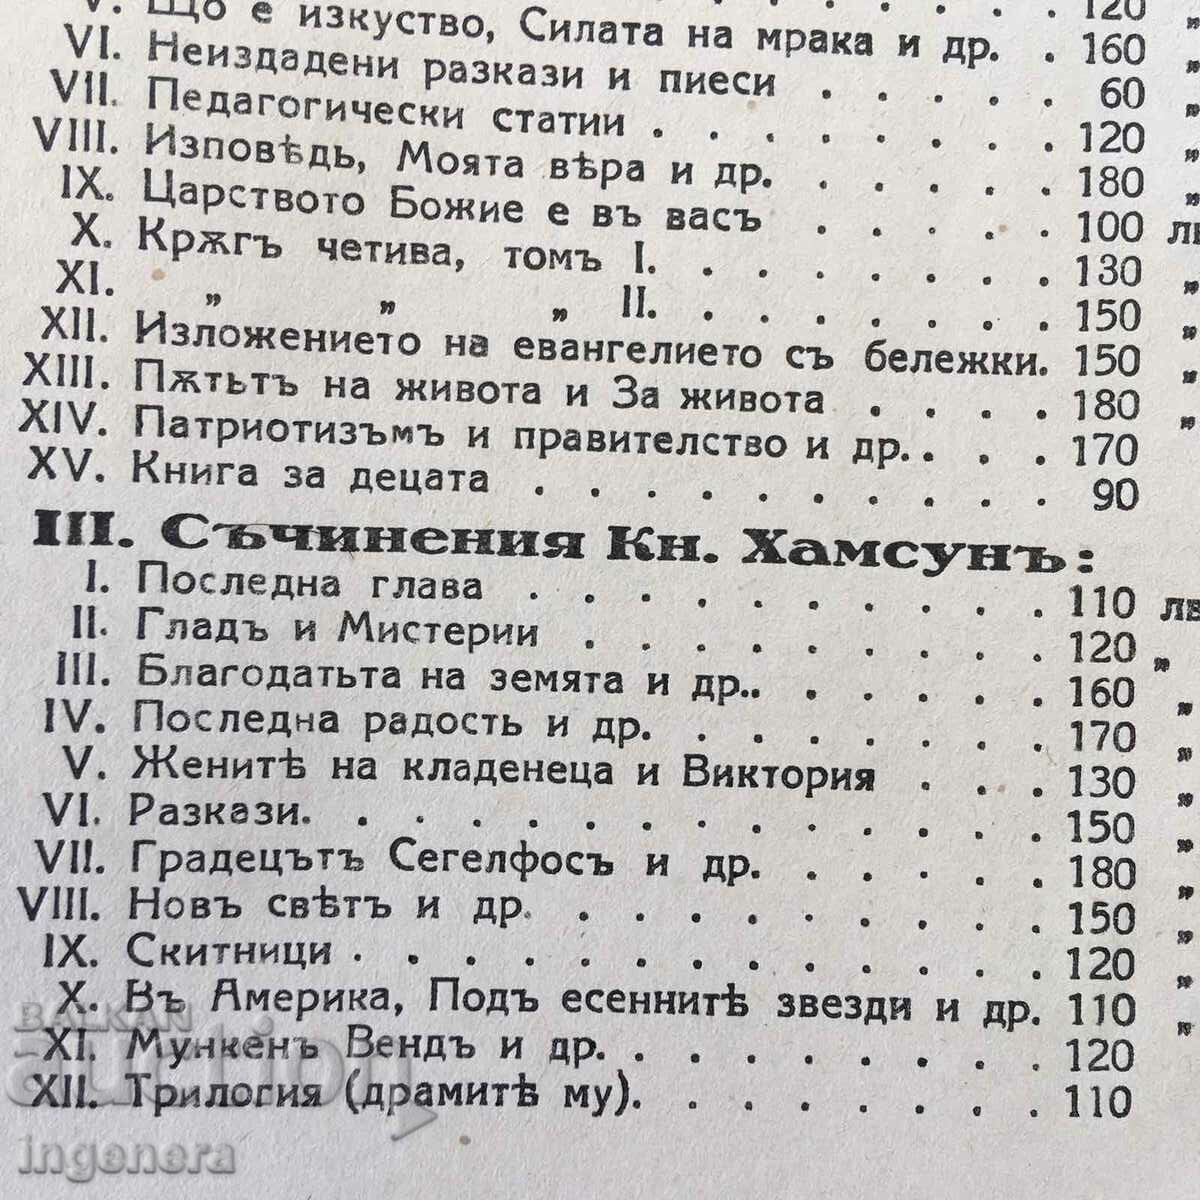 V. Що е изкуство, Силата на мрака и др. . 160 „
VI. Неиздадени разкази и пиеси . . . . . 60 „
VII. Педагогически статии . . . . . . . . 120 „
VIII. Изповѣдь, Моята вѣра и др. . . . . . 180 „
IX. Царството Божие е въ васъ . . . . . 100 лв
X. Крѫгъ четива, томъ I. . . . . . . . 130 „
XI. „ „ „ II. . . . . . . . 150 „
XII. Изложението на евангелието съ бележки. 150 „
XIII. Пѫтьтъ на живота и За живота . . . . 180 „
XIV. Патриотизъмъ и правителство и др. . . . 170
XV. Книга за децата . . . . . . . . . . 90
III. Съчинения Кн. Хамсунъ:
I. Последна глава . . . . . . . . . . 110 лв
II. Гладъ и Мистерии . . . . . . . . . 120 „
III. Благодатьта на земята и др.. . . . . . 160 „
IV. Последна радость и др. . . . . . . . 170 „
V. Женитѣ на кладенеца и Виктория . . . 130 „
VI. Разкази. . . . . . . . . . . . . . 150 „
VII. Градецътъ Сегелфосъ и др. . . . . . 180 „
VIII. Новъ свѣтъ и др. . . . . . . . . . 150 „
IX. Скитници . . . . . . . . . . . . . 120 „
X. Въ Америка, Подъ есеннитѣ звезди и др. 110 „
XI. Мункенъ Вендъ и др. . . . . . . . . 120
XII. Трилогия (драмитѣ му). . . . . . . . 110
BALKAN
auction
ingenera